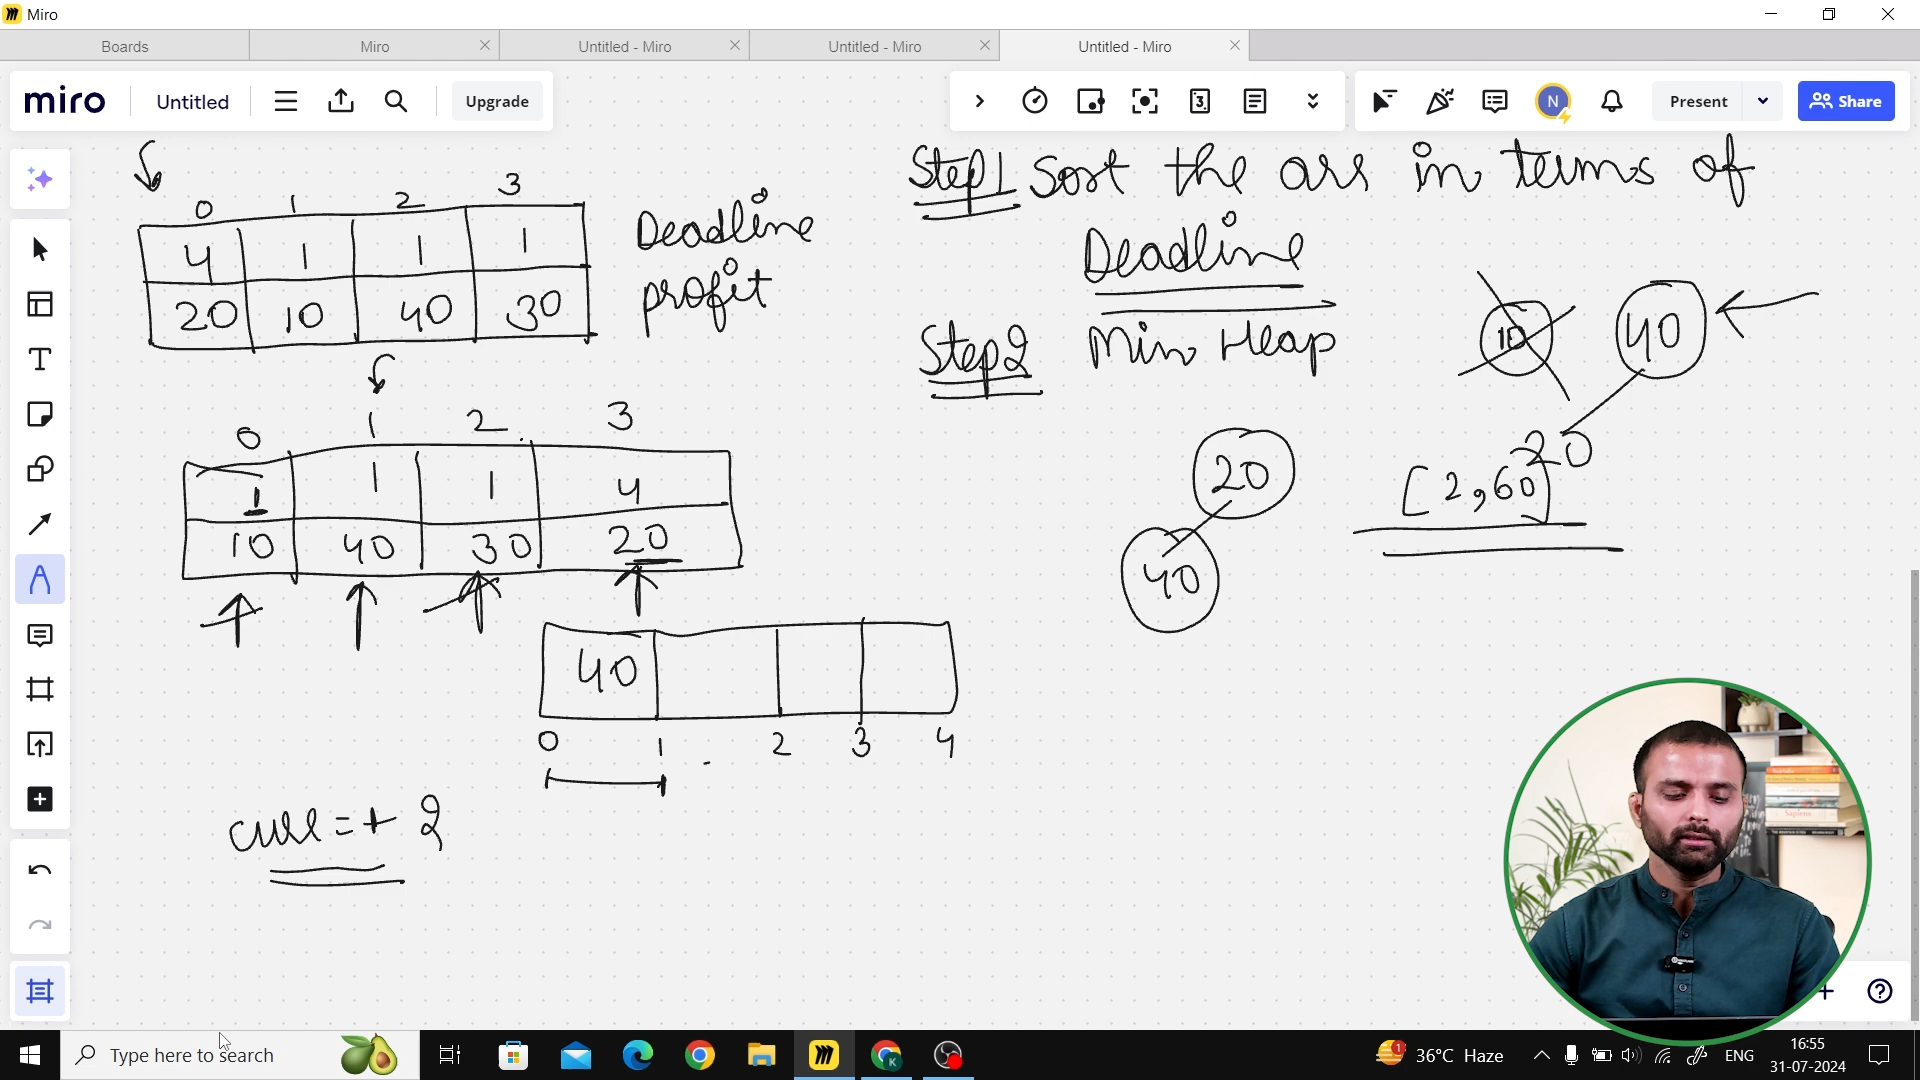 Miro
Boards
Miro
Untitled - Miro
Untitled - Miro
Untitled - Miro
miro
Untitled
Upgrade
3
N
Present
Share
0 1 2 3
4 1 1 1
20 10 40 30
Deadline
profit
Step1 Sort the arr in terms of
Deadline
Step2 Min Heap
10
40
20
20
40
[2,60]
0 1 2 3
1 1 1 4
10 40 30 20
40
0 1 2 3 4
curr =+ 2
Type here to search
1
36°C Haze
ENG
16:55
31-07-2024